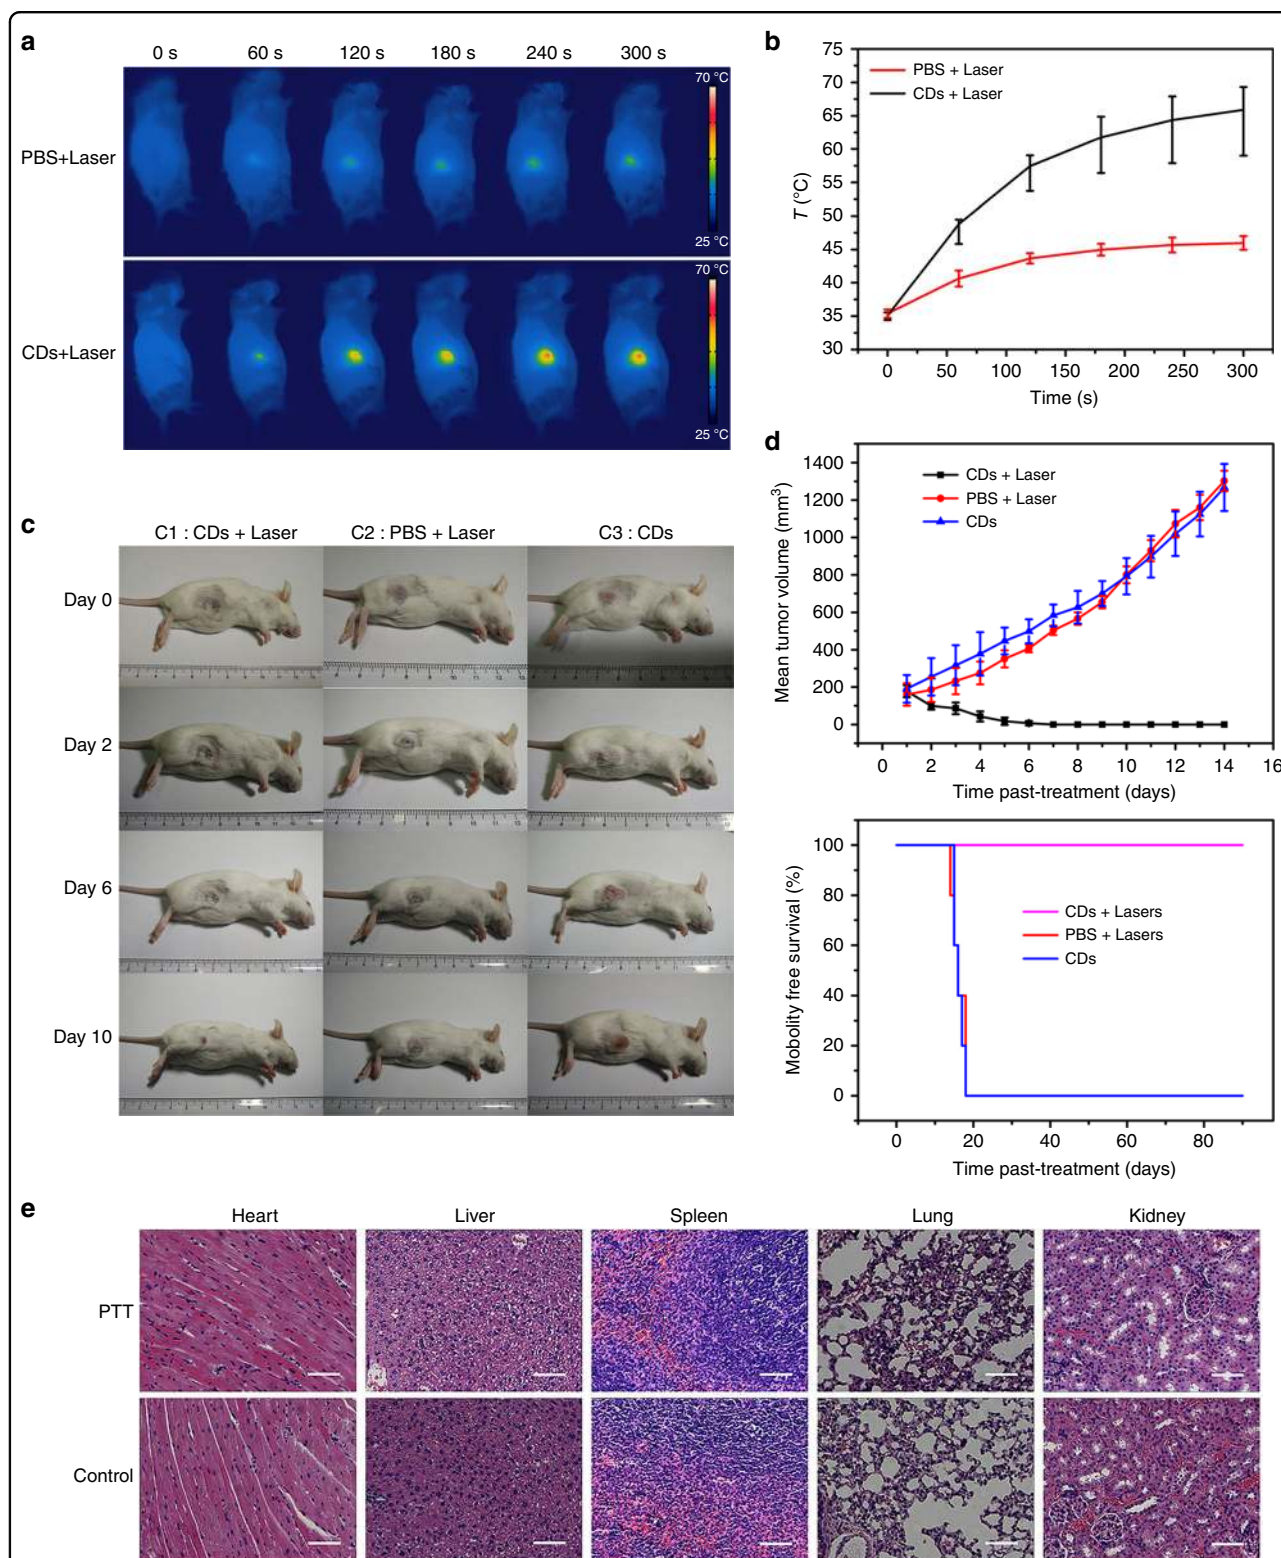 a
0 s 60 s 120 s 180 s 240 s 300 s
PBS+Laser
70 °C
25 °C
CDs+Laser
70 °C
25 °C
b
PBS + Laser
CDs + Laser
75
70
65
60
55
50
45
40
35
30
T (°C)
0 50 100 150 200 250 300
Time (s)
c
C1 : CDs + Laser C2 : PBS + Laser C3 : CDs
Day 0
Day 2
Day 6
Day 10
d
CDs + Laser
PBS + Laser
CDs
1400
1200
1000
800
600
400
200
0
Mean tumor volume (mm³)
0 2 4 6 8 10 12 14 16
Time past-treatment (days)
100
80
60
40
20
0
Mobolity free survival (%)
CDs + Lasers
PBS + Lasers
CDs
0 20 40 60 80
Time past-treatment (days)
e
Heart Liver Spleen Lung Kidney
PTT
Control